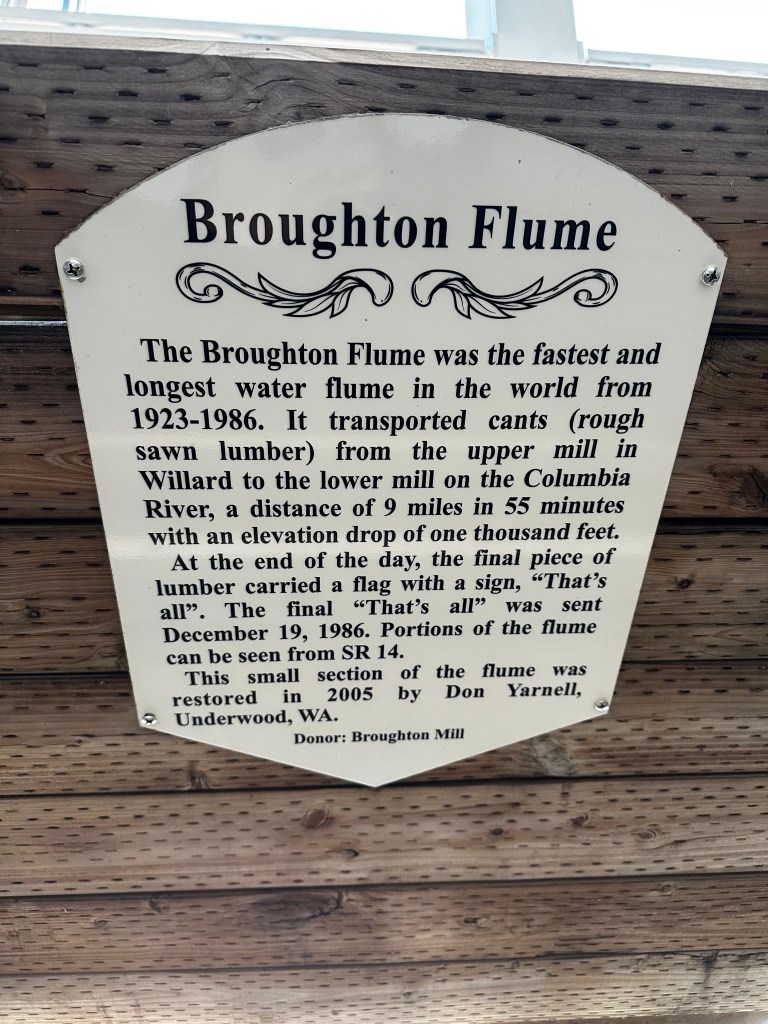 Broughton Flume
The Broughton Flume was the fastest and
longest water flume in the world from
1923-1986. It transported cants (rough
sawn lumber) from the upper mill in
Willard to the lower mill on the Columbia
River, a distance of 9 miles in 55 minutes
with an elevation drop of one thousand feet.
At the end of the day, the final piece of
lumber carried a flag with a sign, “That’s
all”. The final “That’s all” was sent
December 19, 1986. Portions of the flume
can be seen from SR 14.
This small section of the flume was
restored in 2005 by Don Yarnell,
Underwood, WA.
Donor: Broughton Mill